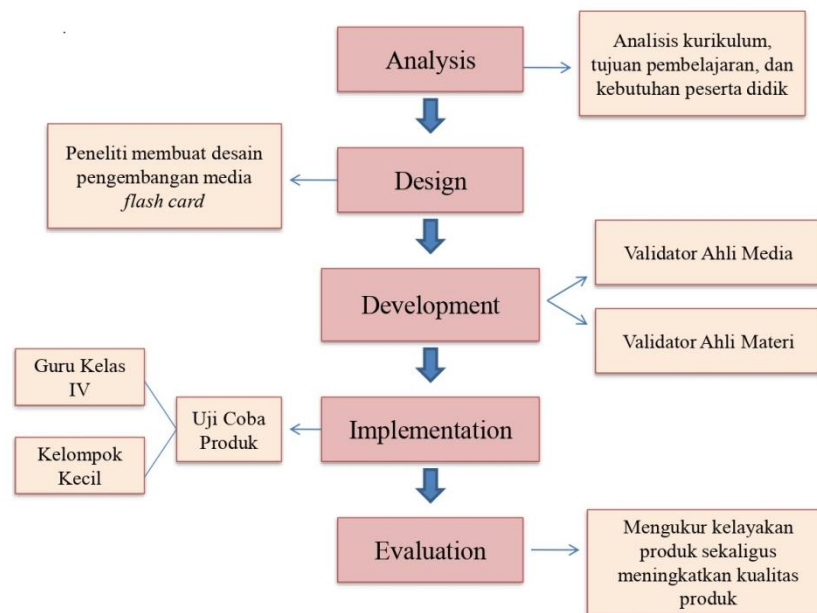 Analysis
Analisis kurikulum,
tujuan pembelajaran, dan
kebutuhan peserta didik
Peneliti membuat desain
pengembangan media
flash card
Design
Development
Validator Ahli Media
Validator Ahli Materi
Guru Kelas
IV
Kelompok
Kecil
Uji Coba
Produk
Implementation
Evaluation
Mengukur kelayakan
produk sekaligus
meningkatkan kualitas
produk